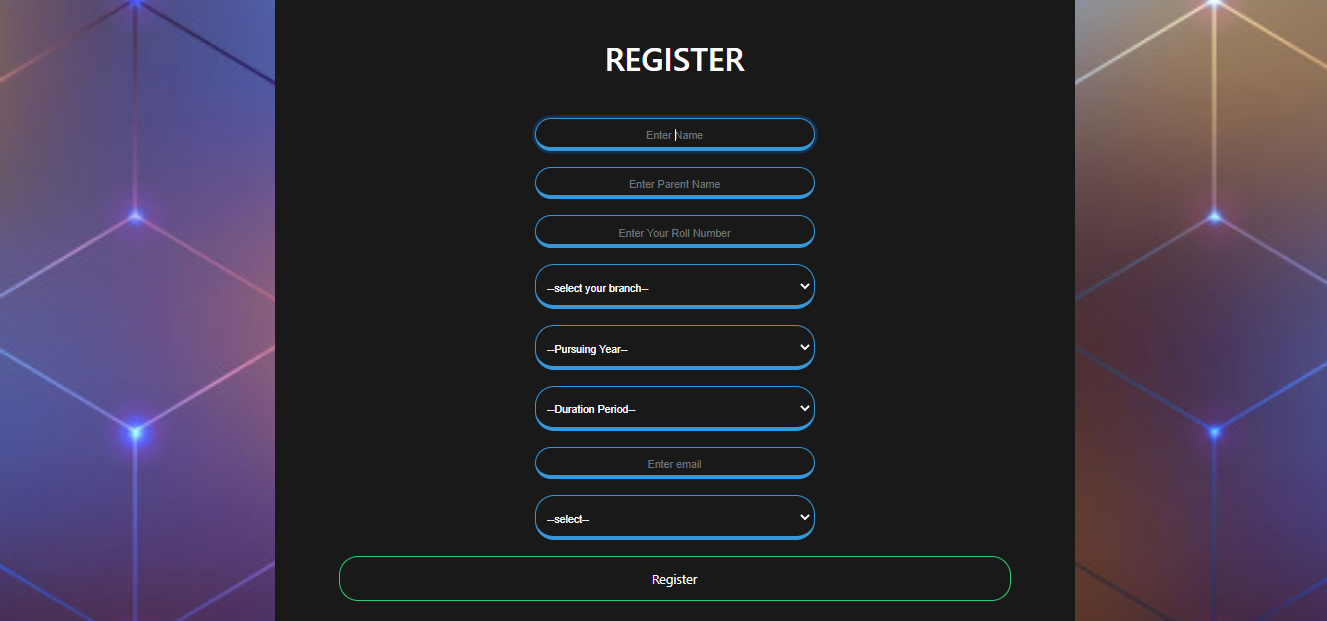 REGISTER
Enter Name
Enter Parent Name
Enter Your Roll Number
--select your branch--
--Pursuing Year--
--Duration Period--
Enter email
--select--
Register